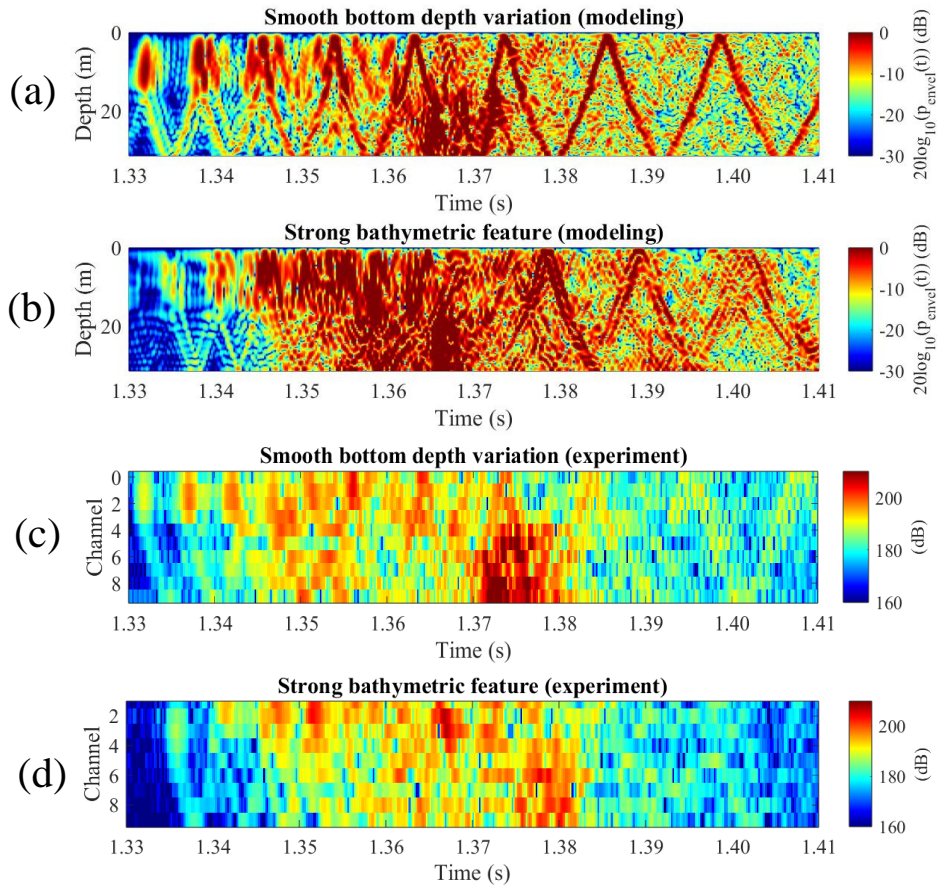 Smooth bottom depth variation (modeling)
(a)
Depth (m)
0
20
1.33 1.34 1.35 1.36 1.37 1.38 1.39 1.40 1.41
Time (s)
0
-10
-20
-30
20log10(p_envel(t)) (dB)
Strong bathymetric feature (modeling)
(b)
Depth (m)
0
20
1.33 1.34 1.35 1.36 1.37 1.38 1.39 1.40 1.41
Time (s)
0
-10
-20
-30
20log10(p_envel(t)) (dB)
Smooth bottom depth variation (experiment)
(c)
Channel
0
2
4
6
8
1.33 1.34 1.35 1.36 1.37 1.38 1.39 1.40 1.41
Time (s)
200
180
160
(dB)
Strong bathymetric feature (experiment)
(d)
Channel
2
4
6
8
1.33 1.34 1.35 1.36 1.37 1.38 1.39 1.40 1.41
Time (s)
200
180
160
(dB)